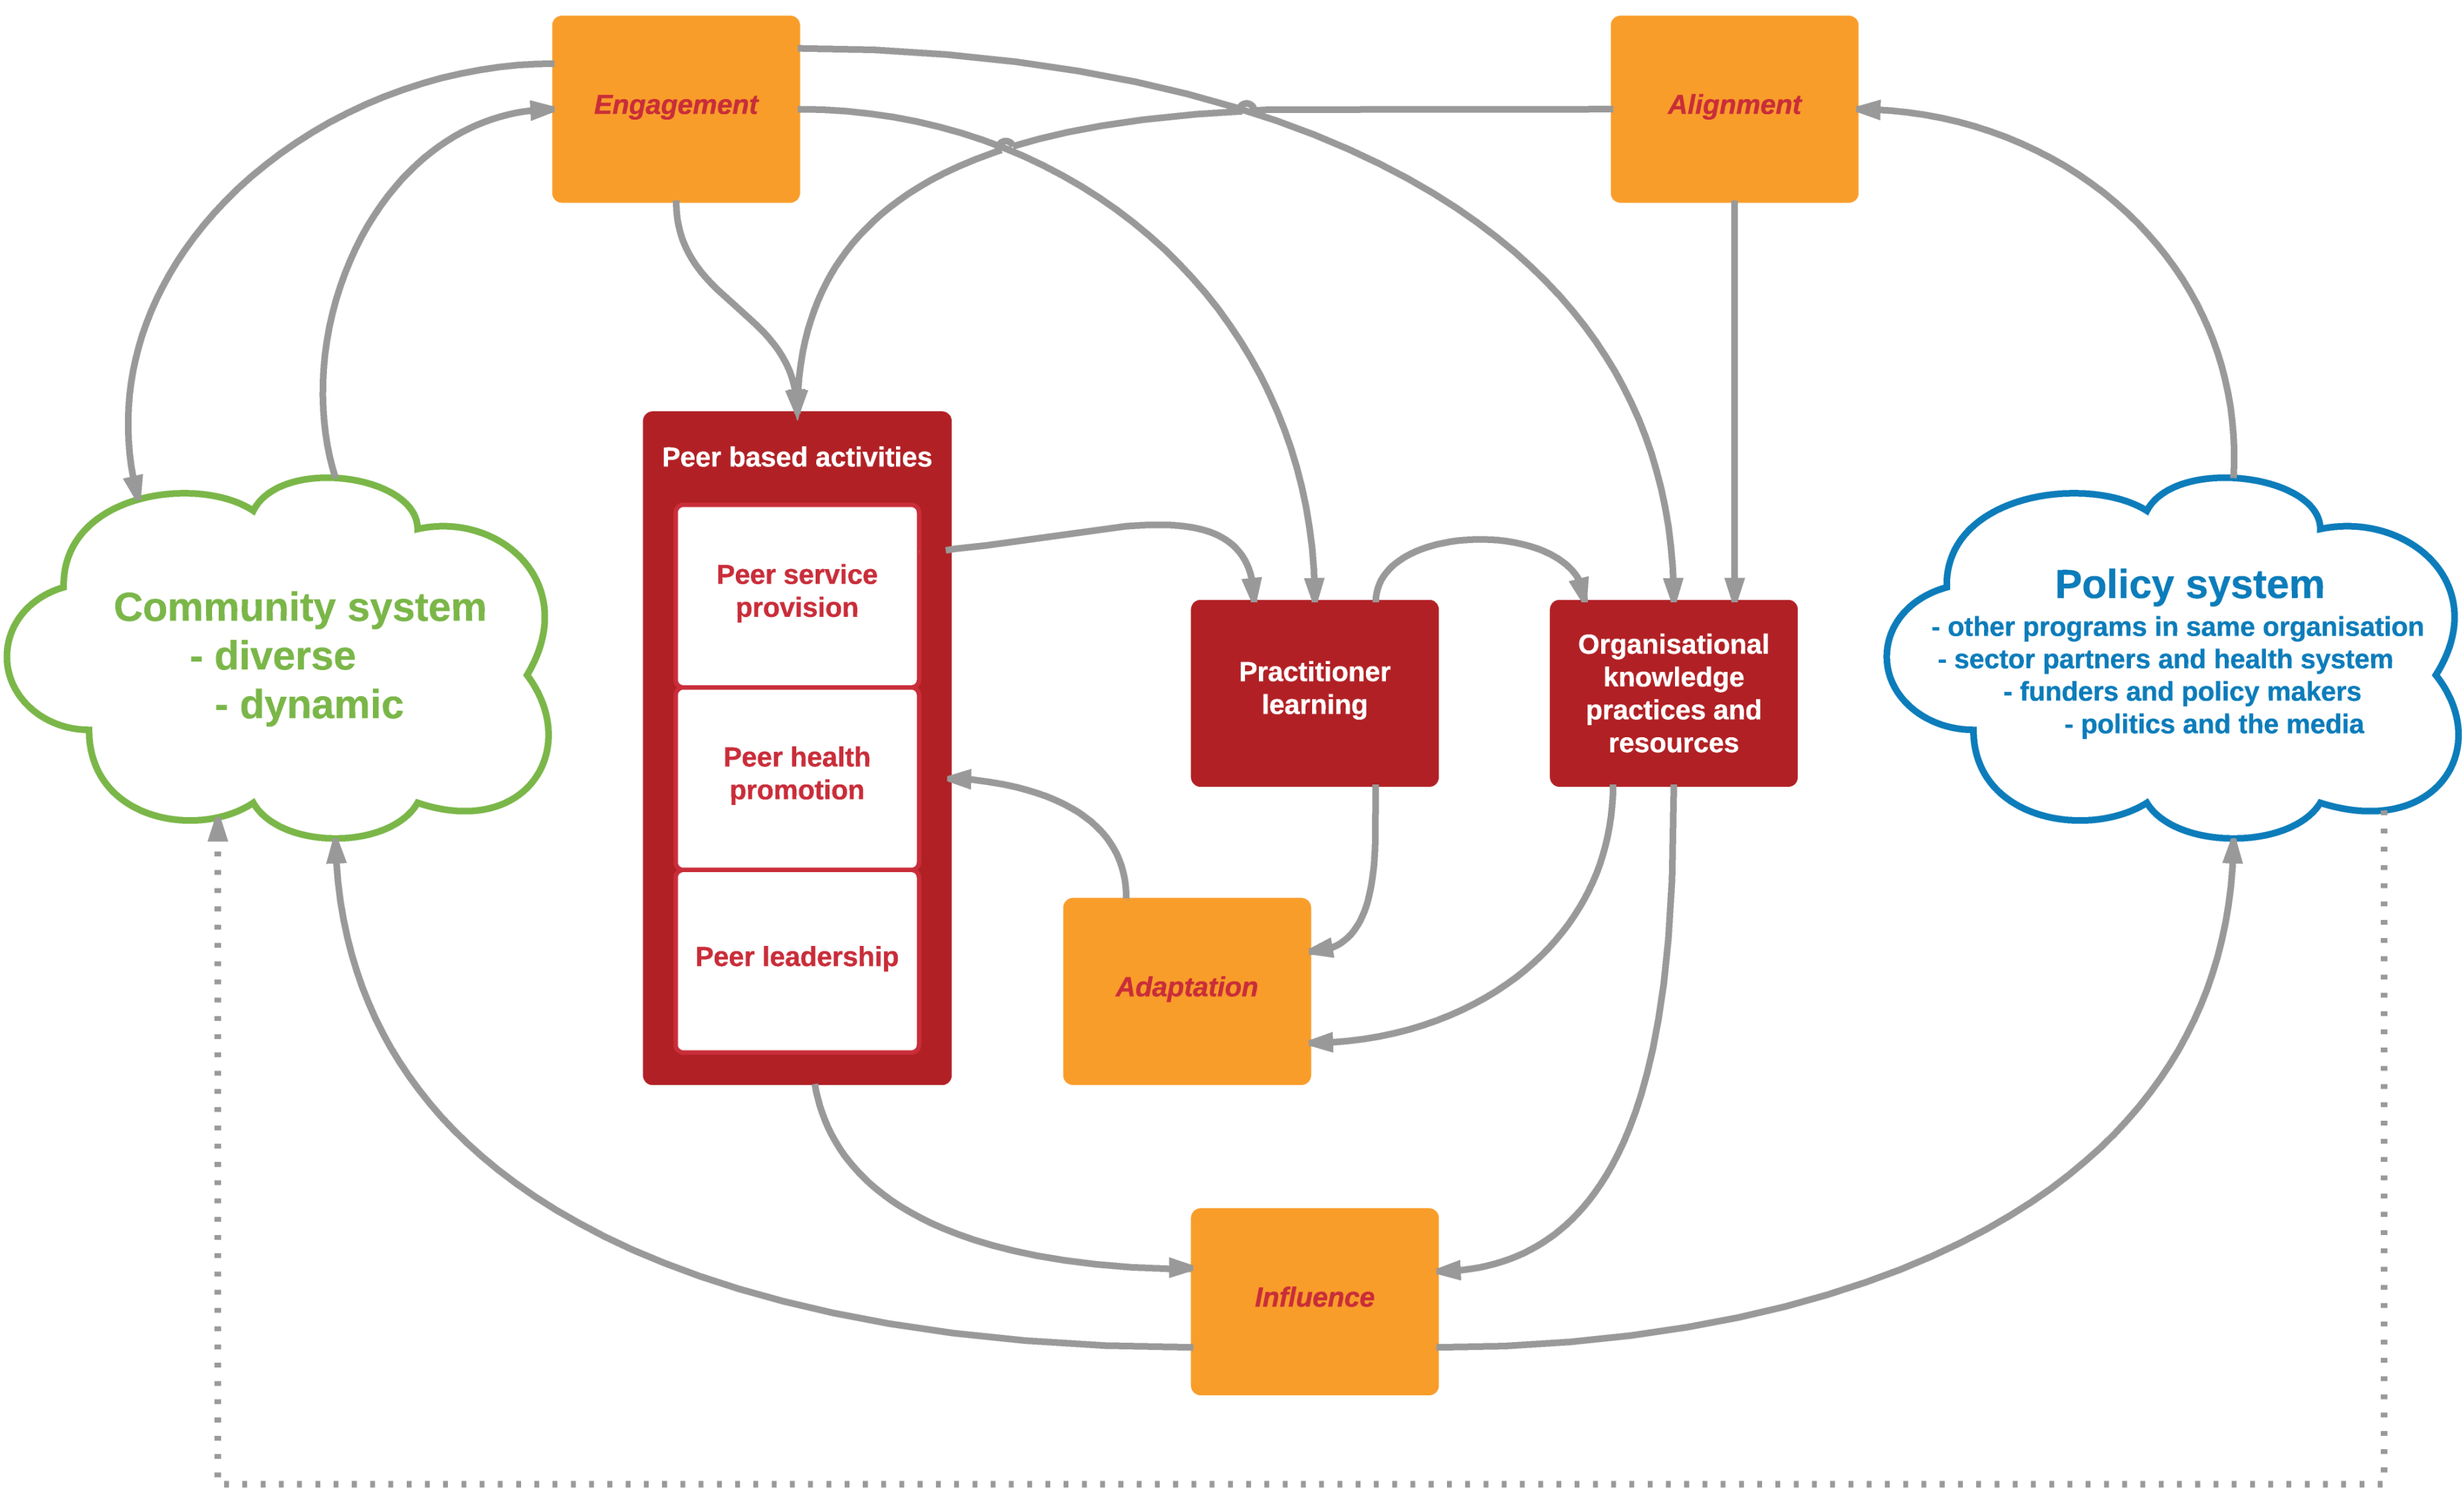 Engagement
Alignment
Peer based activities
Peer service
provision
Peer health
promotion
Peer leadership
Community system
- diverse
- dynamic
Practitioner
learning
Organisational
knowledge
practices and
resources
Policy system
- other programs in same organisation
- sector partners and health system
- funders and policy makers
- politics and the media
Adaptation
Influence